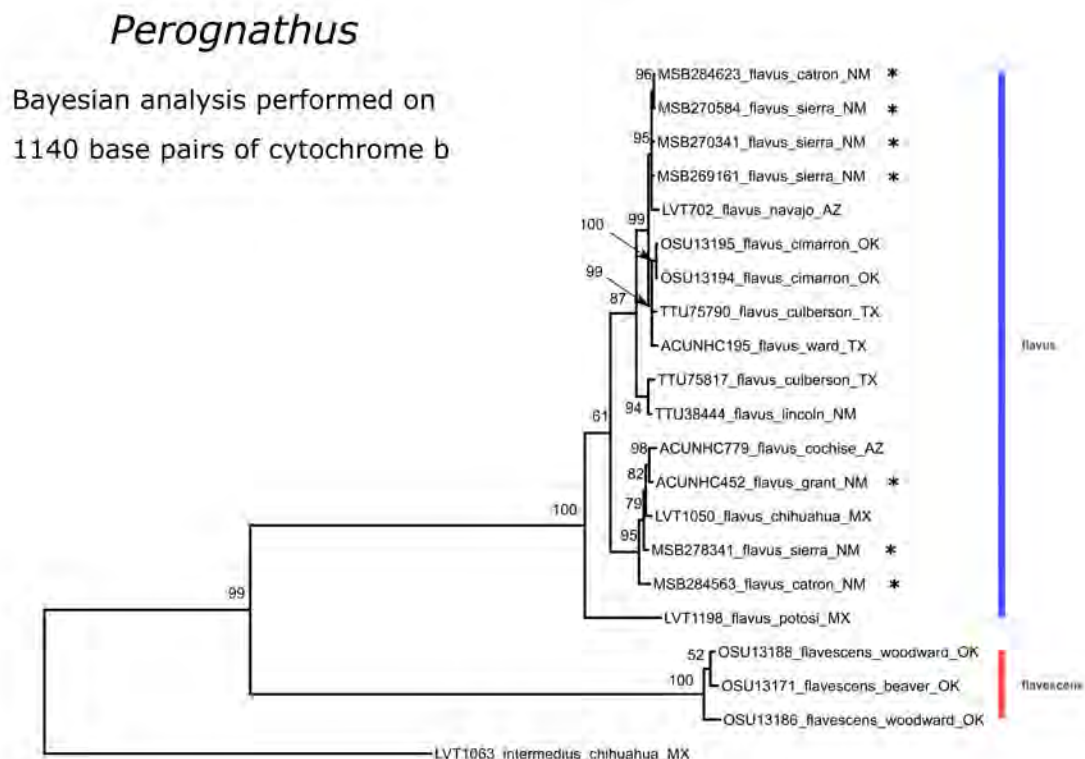 Perognathus
Bayesian analysis performed on
1140 base pairs of cytochrome b
96 MSB284623_flavus_catron_NM *
MSB270584_flavus_sierra_NM *
95 MSB270341_flavus_sierra_NM *
MSB269161_flavus_sierra_NM *
LVT702_flavus_navajo_AZ
99
100
OSU13195_flavus_cimarron_OK
99 OSU13194_flavus_cimarron_OK
87 TTU75790_flavus_culberson_TX
ACUNHC195_flavus_ward_TX
flavus
TTU75817_flavus_culberson_TX
94 TTU38444_flavus_lincoln_NM
61
98 ACUNHC779_flavus_cochise_AZ
82 ACUNHC452_flavus_grant_NM *
79 LVT1050_flavus_chihuahua_MX
100
95 MSB278341_flavus_sierra_NM *
MSB284563_flavus_catron_NM *
99
LVT1198_flavus_potosi_MX
52 OSU13188_flavescens_woodward_OK
100 OSU13171_flavescens_beaver_OK
flavescens
OSU13186_flavescens_woodward_OK
LVT1063_intermedius_chihuahua_MX